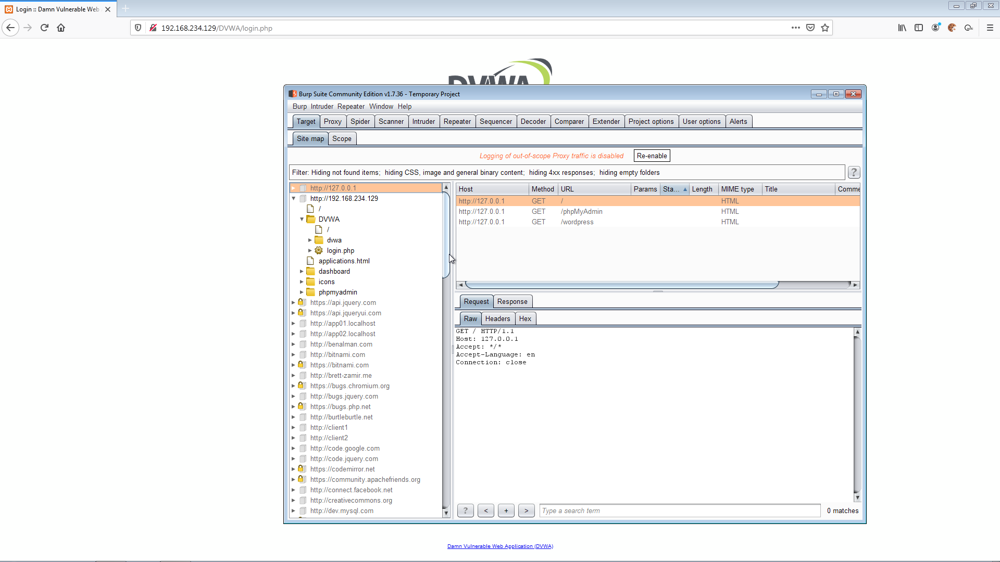 Login :: Damn Vulnerable Web
192.168.234.129/DVWA/login.php
DVWA
Burp Suite Community Edition v1.7.36 - Temporary Project
Burp Intruder Repeater Window Help
Target Proxy Spider Scanner Intruder Repeater Sequencer Decoder Comparer Extender Project options User options Alerts
Site map Scope
Logging of out-of-scope Proxy traffic is disabled Re-enable
Filter: Hiding not found items; hiding CSS, image and general binary content; hiding 4xx responses; hiding empty folders ?
http://127.0.0.1
http://192.168.234.129
/
DVWA
/
dvwa
login.php
applications.html
dashboard
icons
phpmyadmin
https://api.jquery.com
https://api.jqueryui.com
http://app01.localhost
http://app02.localhost
http://benalman.com
http://bitnami.com
https://bitnami.com
http://brett-zamir.me
https://bugs.chromium.org
http://bugs.jquery.com
https://bugs.php.net
http://burtleburtle.net
http://client1
http://client2
http://code.google.com
http://code.jquery.com
https://codemirror.net
https://community.apachefriends.org
http://connect.facebook.net
http://creativecommons.org
http://dev.mysql.com
Host Method URL Params Sta... Length MIME type Title Comme
http://127.0.0.1 GET / HTML
http://127.0.0.1 GET /phpMyAdmin HTML
http://127.0.0.1 GET /wordpress HTML
Request Response
Raw Headers Hex
GET / HTTP/1.1
Host: 127.0.0.1
Accept: */*
Accept-Language: en
Connection: close
? < + > Type a search term 0 matches
Damn Vulnerable Web Application (DVWA)